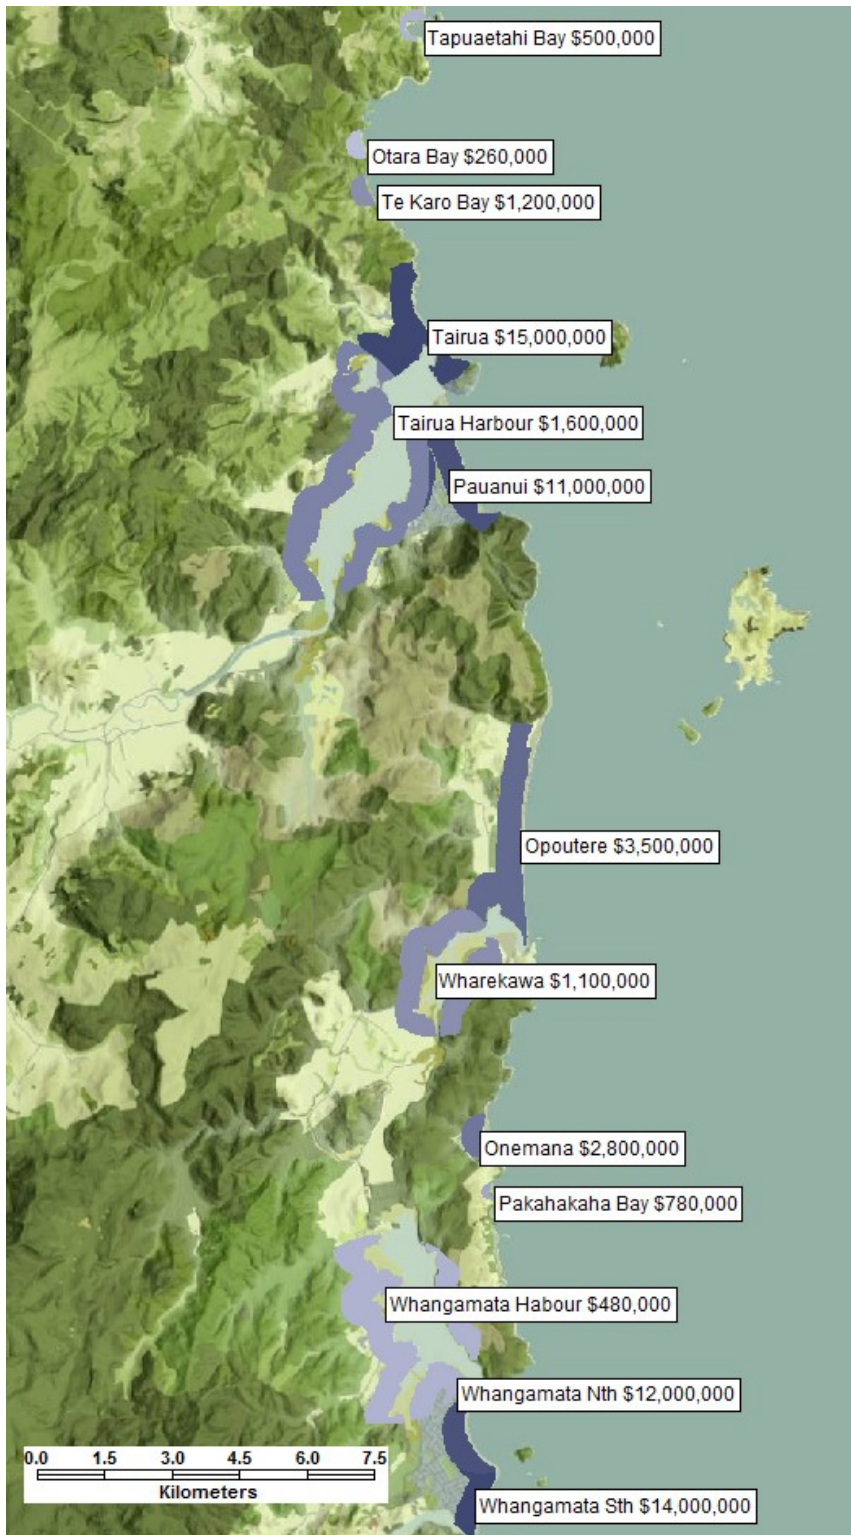 Tapuaetahi Bay $500,000
Otara Bay $260,000
Te Karo Bay $1,200,000
Tairua $15,000,000
Tairua Harbour $1,600,000
Pauanui $11,000,000
Opoutere $3,500,000
Wharekawa $1,100,000
Onemana $2,800,000
Pakahakaha Bay $780,000
Whangamata Habour $480,000
Whangamata Nth $12,000,000
0.0 1.5 3.0 4.5 6.0 7.5
Kilometers
Whangamata Sth $14,000,000